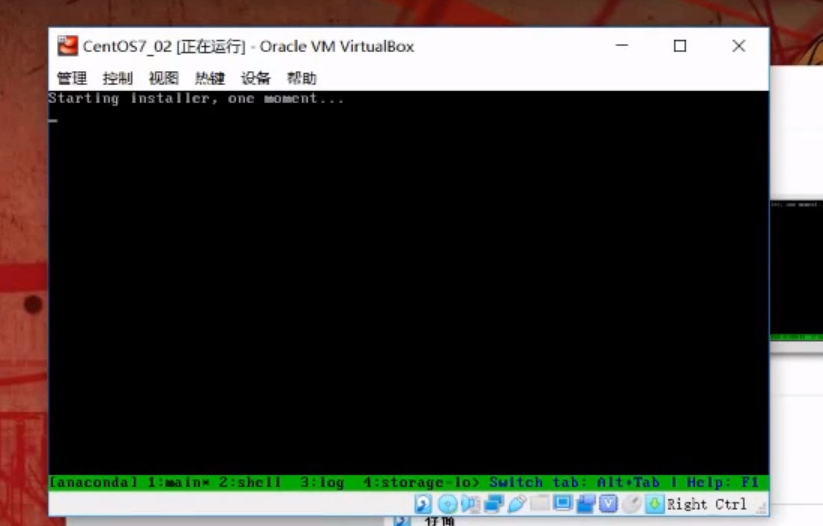 CentOS7_02 [正在运行] - Oracle VM VirtualBox
管理 控制 视图 热键 设备 帮助
Starting installer, one moment...
[anaconda] 1:main* 2:shell  3:log  4:storage-lo> Switch tab: Alt+Tab | Help: F1
Right Ctrl
存储